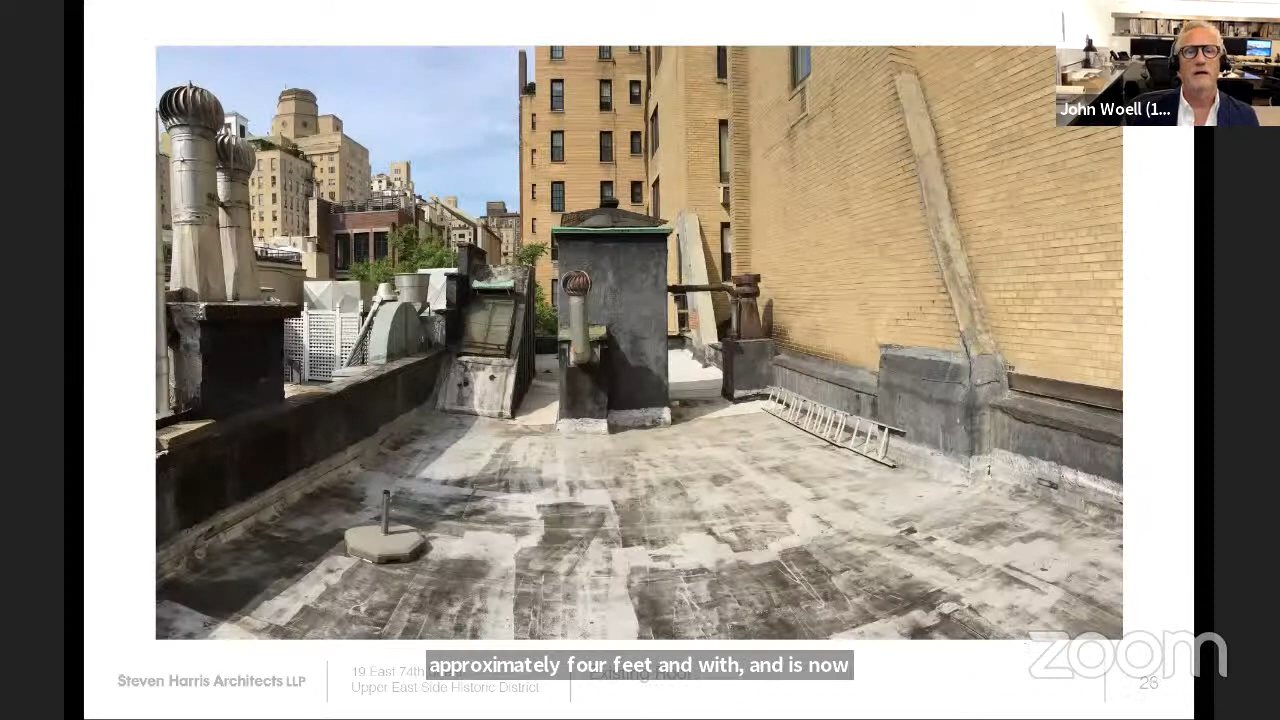 John Woell (1...
approximately four feet and with, and is now
Steven Harris Architects LLP
19 East 74th
Upper East Side Historic District
Existing Roof
zoom
26